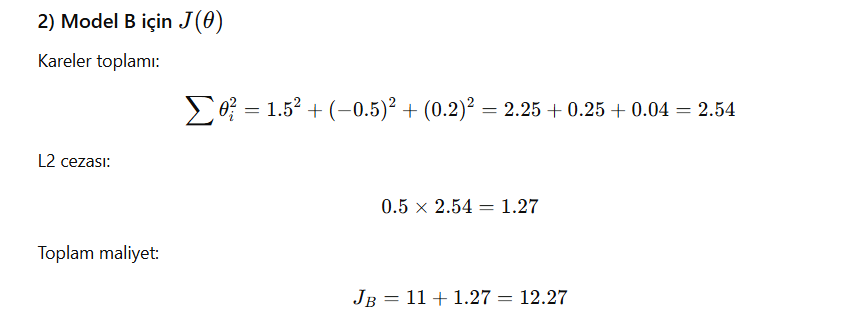 2) Model B için J(θ)
Kareler toplamı:
∑ θᵢ² = 1.5² + (−0.5)² + (0.2)² = 2.25 + 0.25 + 0.04 = 2.54
L2 cezası:
0.5 × 2.54 = 1.27
Toplam maliyet:
J_B = 11 + 1.27 = 12.27